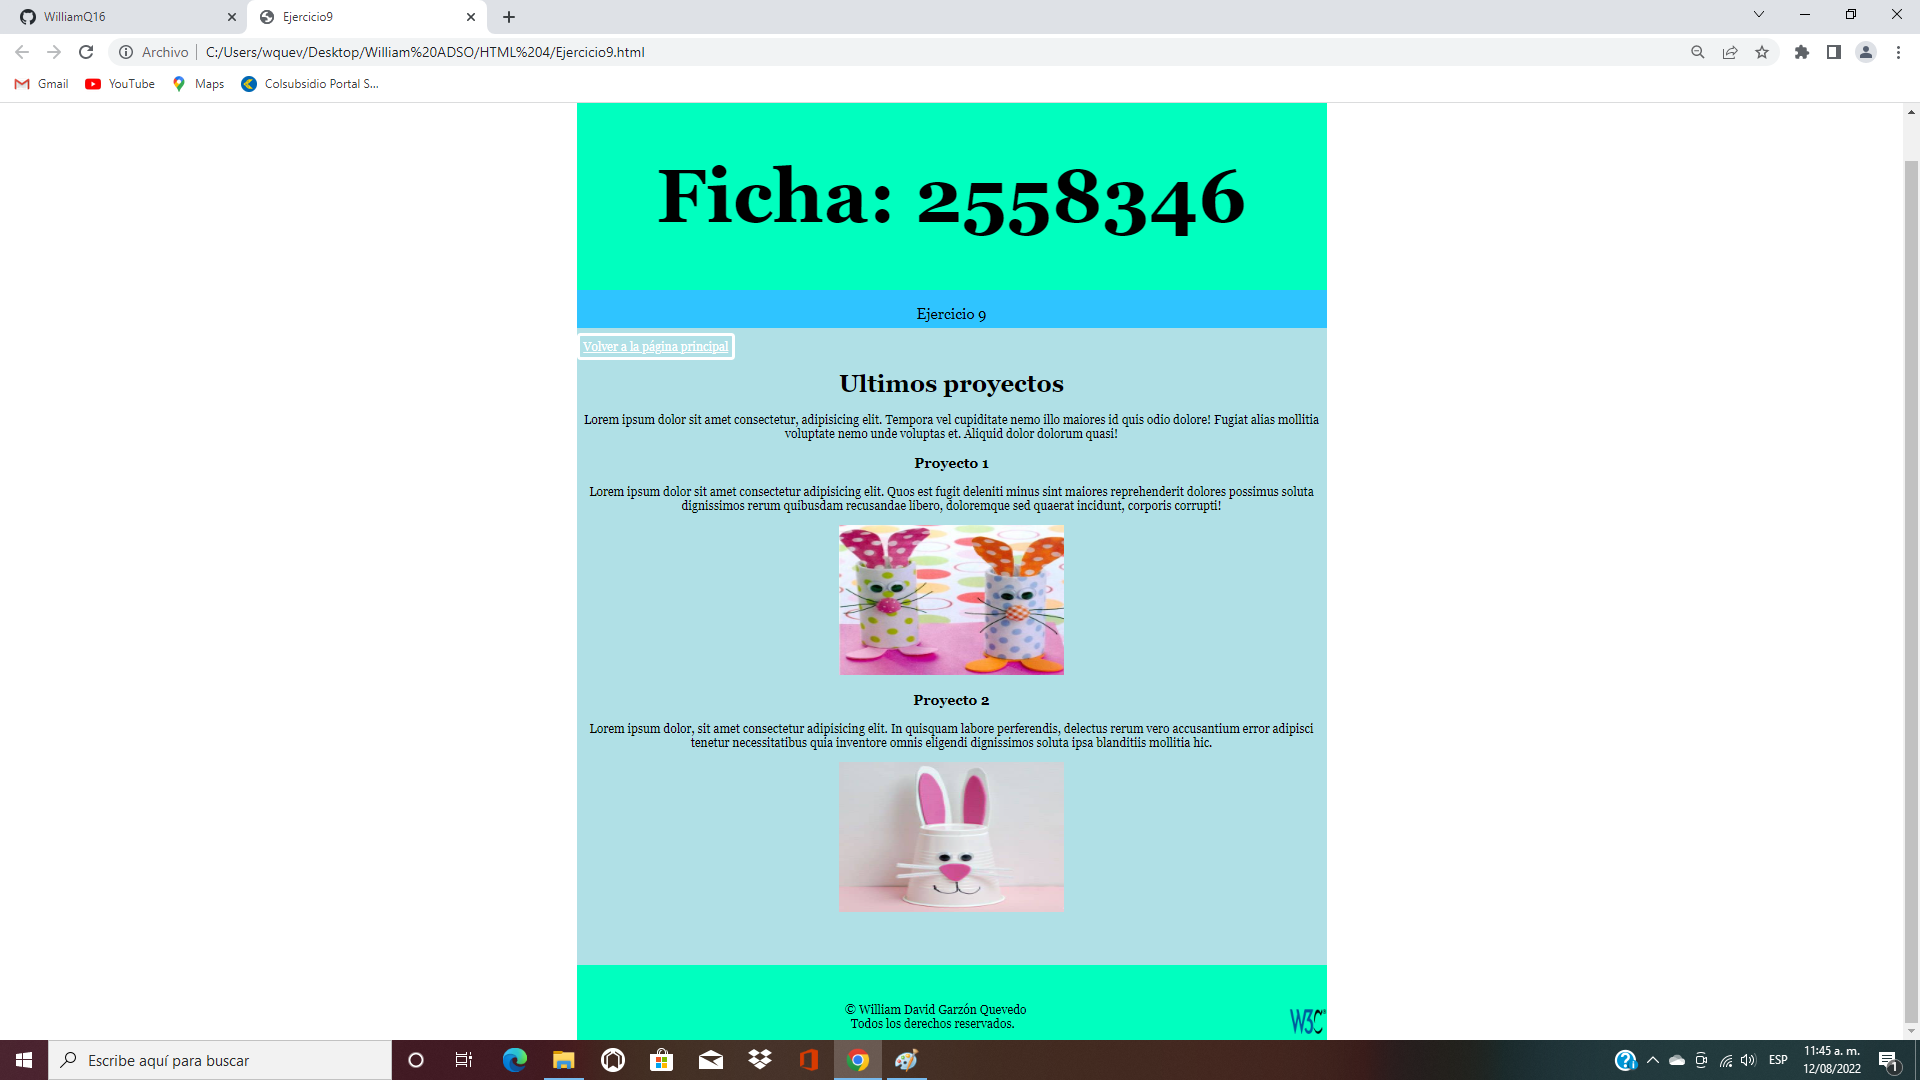 WilliamQ16
Ejercicio9
Archivo
C:/Users/wquev/Desktop/William%20ADSO/HTML%204/Ejercicio9.html
Gmail
YouTube
Maps
Colsubsidio Portal S...
Ficha: 2558346
Ejercicio 9
Volver a la página principal
Ultimos proyectos
Lorem ipsum dolor sit amet consectetur, adipisicing elit. Tempora vel cupiditate nemo illo maiores id quis odio dolore! Fugiat alias mollitia
voluptate nemo unde voluptas et. Aliquid dolor dolorum quasi!
Proyecto 1
Lorem ipsum dolor sit amet consectetur adipisicing elit. Quos est fugit deleniti minus sint maiores reprehenderit dolores possimus soluta
dignissimos rerum quibusdam recusandae libero, doloremque sed quaerat incidunt, corporis corrupti!
Proyecto 2
Lorem ipsum dolor, sit amet consectetur adipisicing elit. In quisquam labore perferendis, delectus rerum vero accusantium error adipisci
tenetur necessitatibus quia inventore omnis eligendi dignissimos soluta ipsa blanditiis mollitia hic.
© William David Garzón Quevedo
Todos los derechos reservados.
W3C
Escribe aquí para buscar
ESP
11:45 a. m.
12/08/2022
1